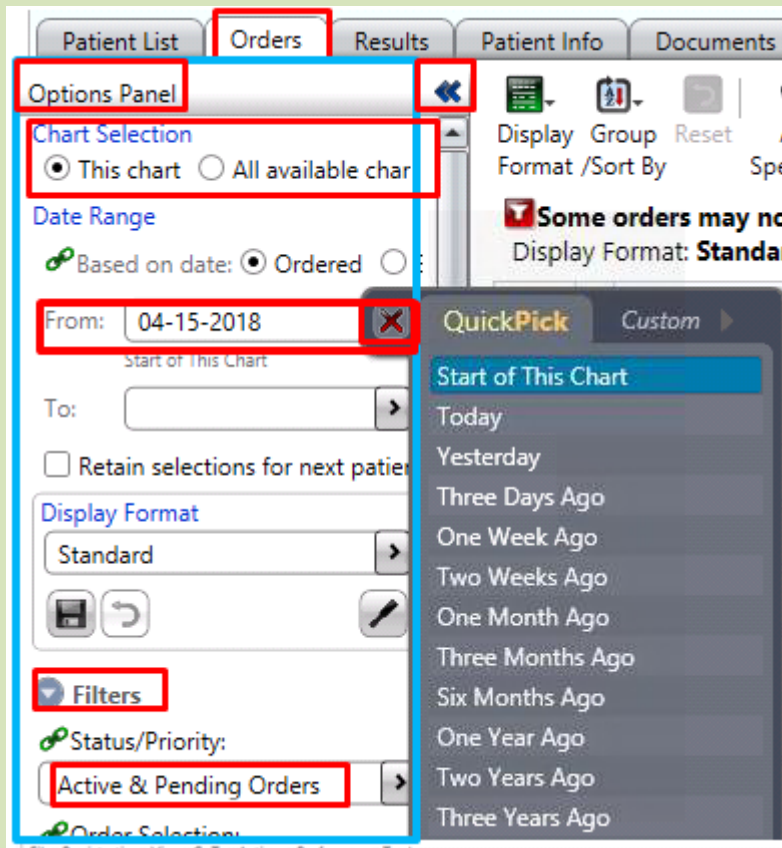 Patient List Orders Results Patient Info Documents
Options Panel
Chart Selection
This chart All available char
Date Range
Based on date: Ordered
From: 04-15-2018
Start of This Chart
To:
Retain selections for next patie
Display Format
Standard
Filters
Status/Priority:
Active & Pending Orders
Order Selection:
Display Group Reset
Format /Sort By Spe
Some orders may no
Display Format: Standa
QuickPick Custom
Start of This Chart
Today
Yesterday
Three Days Ago
One Week Ago
Two Weeks Ago
One Month Ago
Three Months Ago
Six Months Ago
One Year Ago
Two Years Ago
Three Years Ago